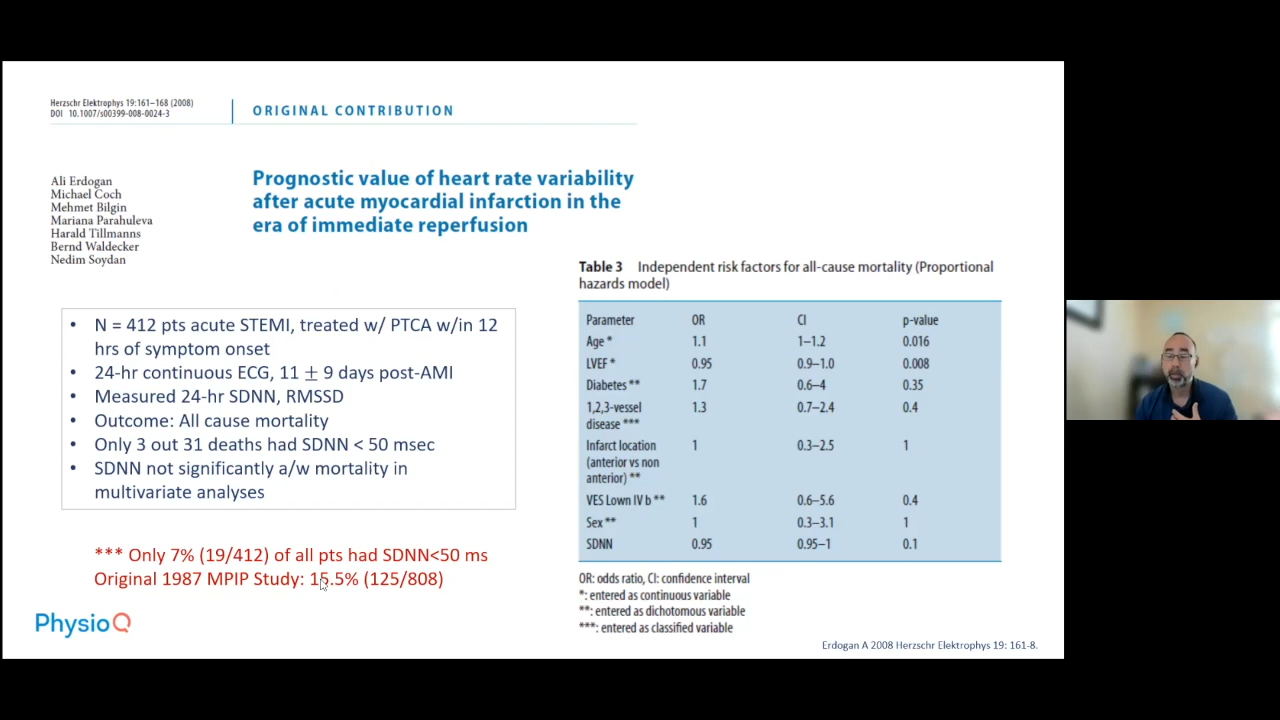 Herzschr Elektrophys 19:161–168 (2008)
DOI 10.1007/s00399-008-0024-3
ORIGINAL CONTRIBUTION
Ali Erdogan
Michael Coch
Mehmet Bilgin
Mariana Parahuleva
Harald Tillmanns
Bernd Waldecker
Nedim Soydan
Prognostic value of heart rate variability
after acute myocardial infarction in the
era of immediate reperfusion
• N = 412 pts acute STEMI, treated w/ PTCA w/in 12
hrs of symptom onset
• 24-hr continuous ECG, 11 ± 9 days post-AMI
• Measured 24-hr SDNN, RMSSD
• Outcome: All cause mortality
• Only 3 out 31 deaths had SDNN < 50 msec
• SDNN not significantly a/w mortality in
multivariate analyses
*** Only 7% (19/412) of all pts had SDNN<50 ms
Original 1987 MPIP Study: 15.5% (125/808)
PhysioQ
Table 3 Independent risk factors for all-cause mortality (Proportional
hazards model)
Parameter OR CI p-value
Age * 1.1 1–1.2 0.016
LVEF * 0.95 0.9–1.0 0.008
Diabetes ** 1.7 0.6–4 0.35
1,2,3-vessel 1.3 0.7–2.4 0.4
disease ***
Infarct location 1 0.3–2.5 1
(anterior vs non
anterior) **
VES Lown IV b ** 1.6 0.6–5.6 0.4
Sex ** 1 0.3–3.1 1
SDNN 0.95 0.95–1 0.1
OR: odds ratio, CI: confidence interval
*: entered as continuous variable
**: entered as dichotomous variable
***: entered as classified variable
Erdogan A 2008 Herzschr Elektrophys 19: 161-8.